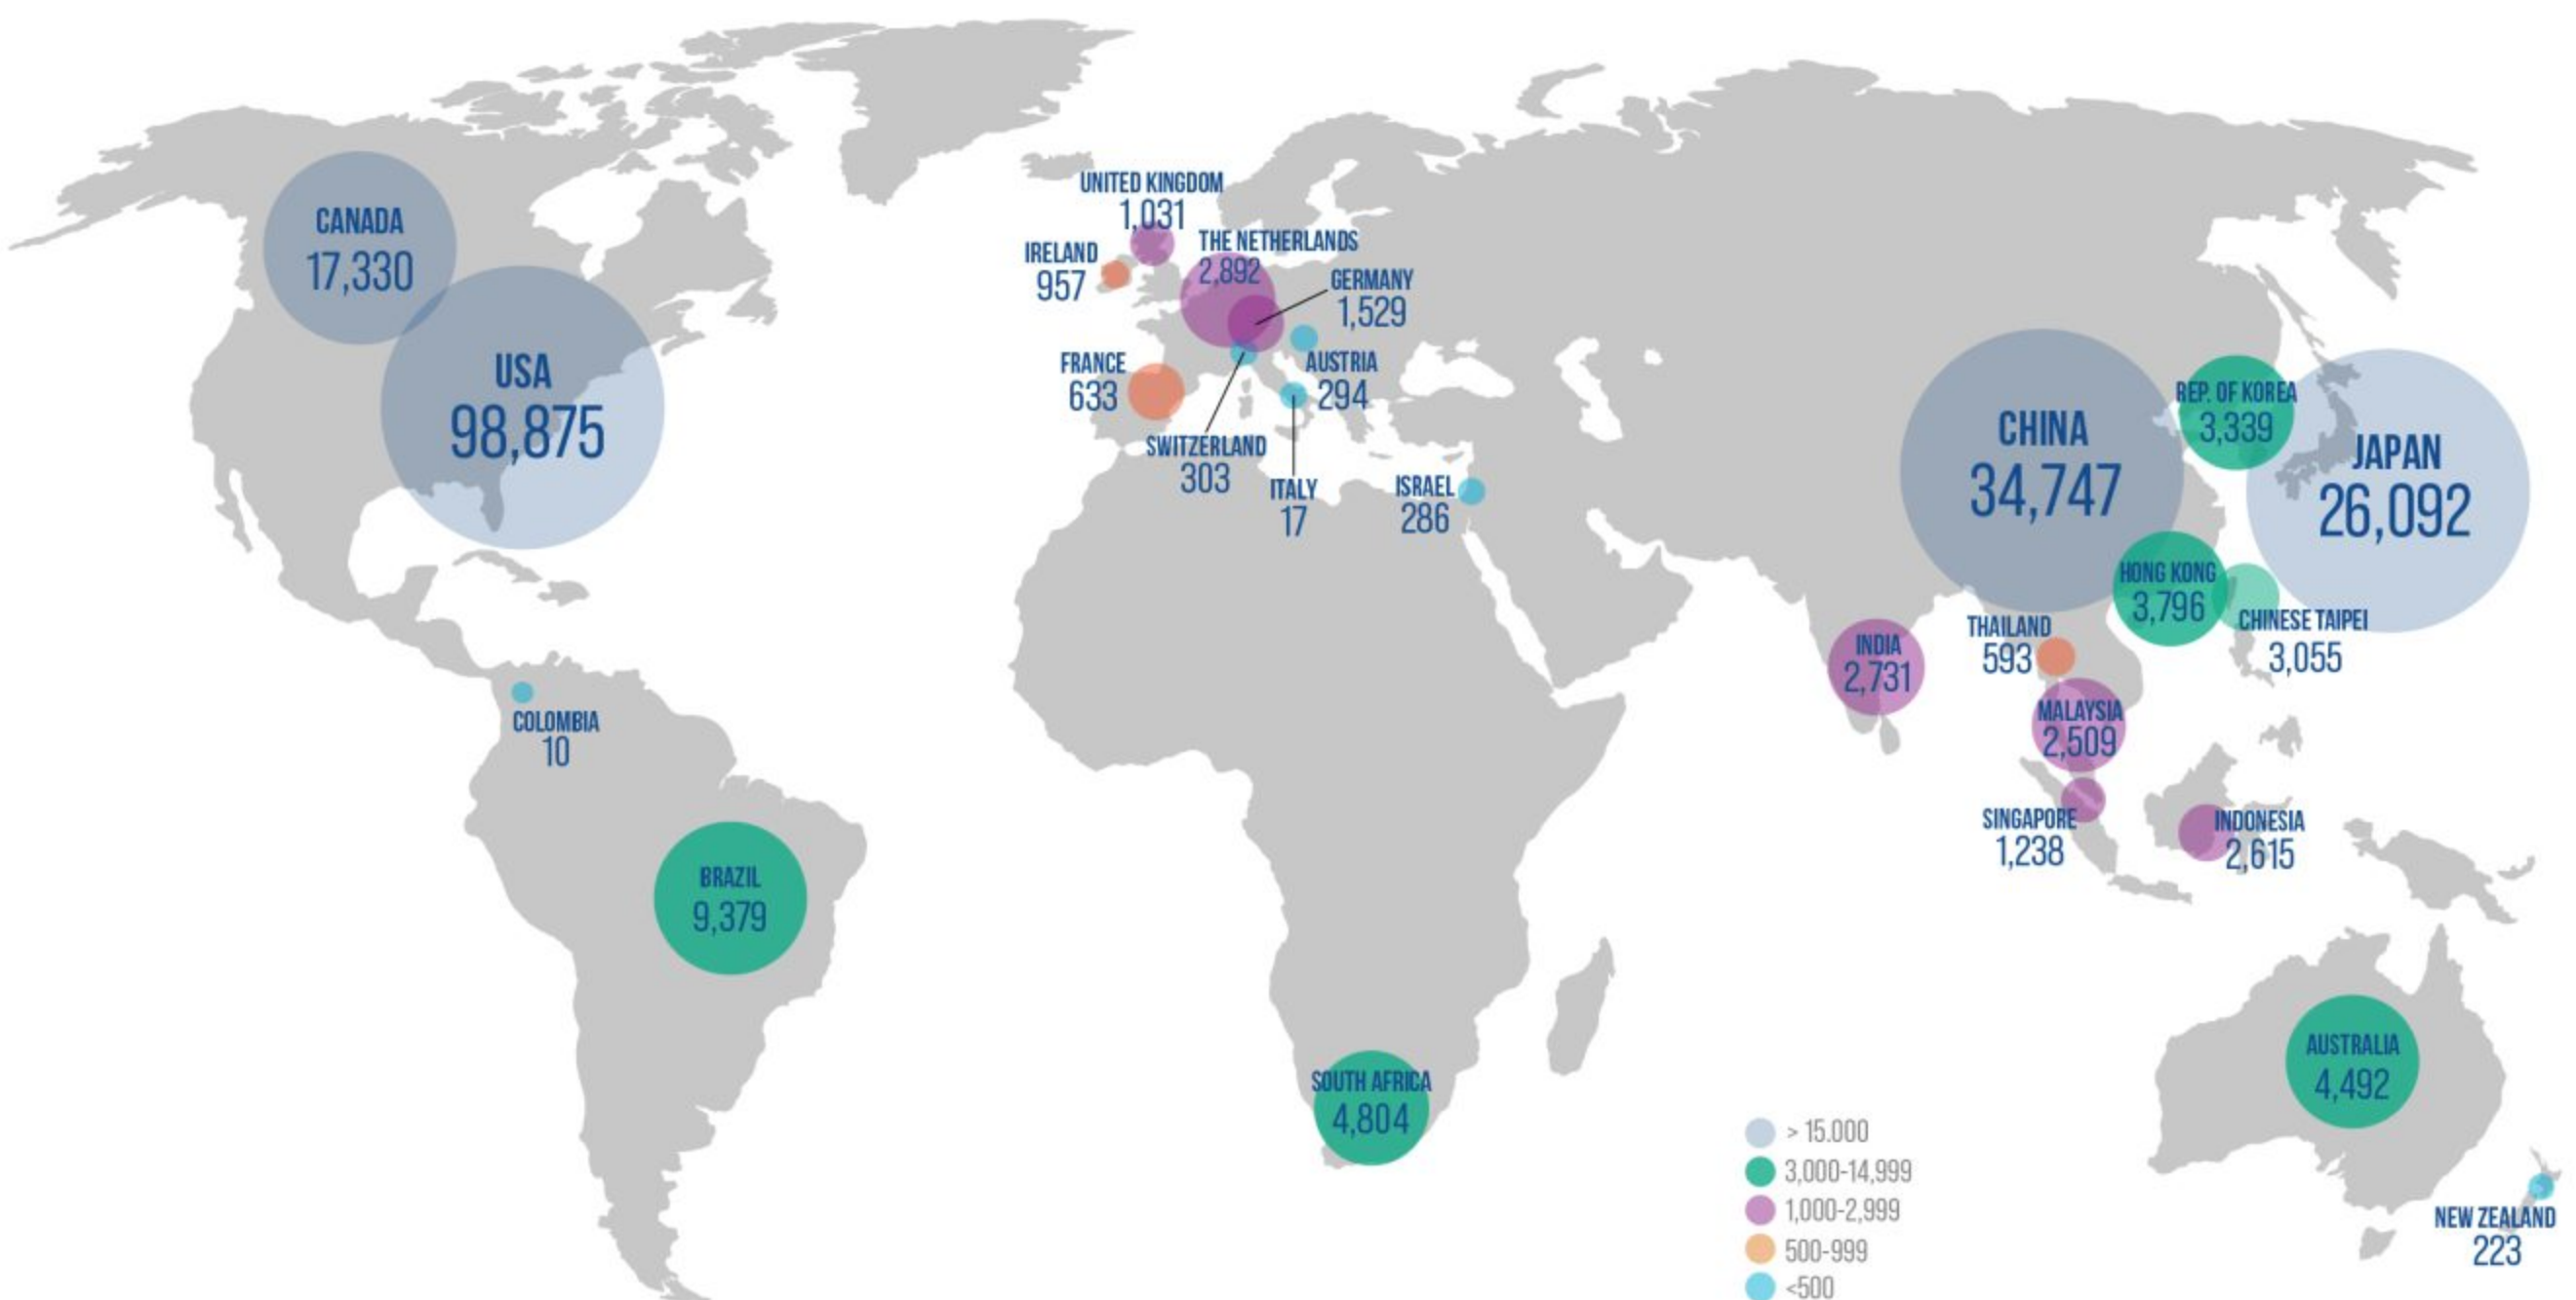 CANADA
17,330
USA
98,875
COLOMBIA
10
BRAZIL
9,379
UNITED KINGDOM
1,031
IRELAND
957
THE NETHERLANDS
2,892
GERMANY
1,529
FRANCE
633
AUSTRIA
294
SWITZERLAND
303
ITALY
17
ISRAEL
286
SOUTH AFRICA
4,804
CHINA
34,747
REP. OF KOREA
3,339
JAPAN
26,092
HONG KONG
3,796
CHINESE TAIPEI
3,055
INDIA
2,731
THAILAND
593
MALAYSIA
2,509
SINGAPORE
1,238
INDONESIA
2,615
AUSTRALIA
4,492
NEW ZEALAND
223
> 15.000
3,000-14,999
1,000-2,999
500-999
<500